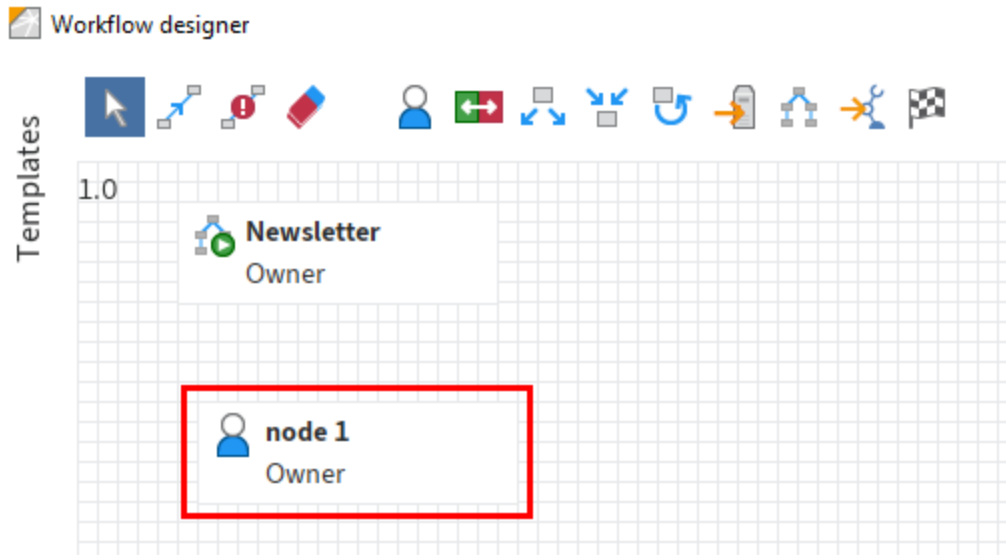 Workflow designer
Templates
1.0
Newsletter
Owner
node 1
Owner